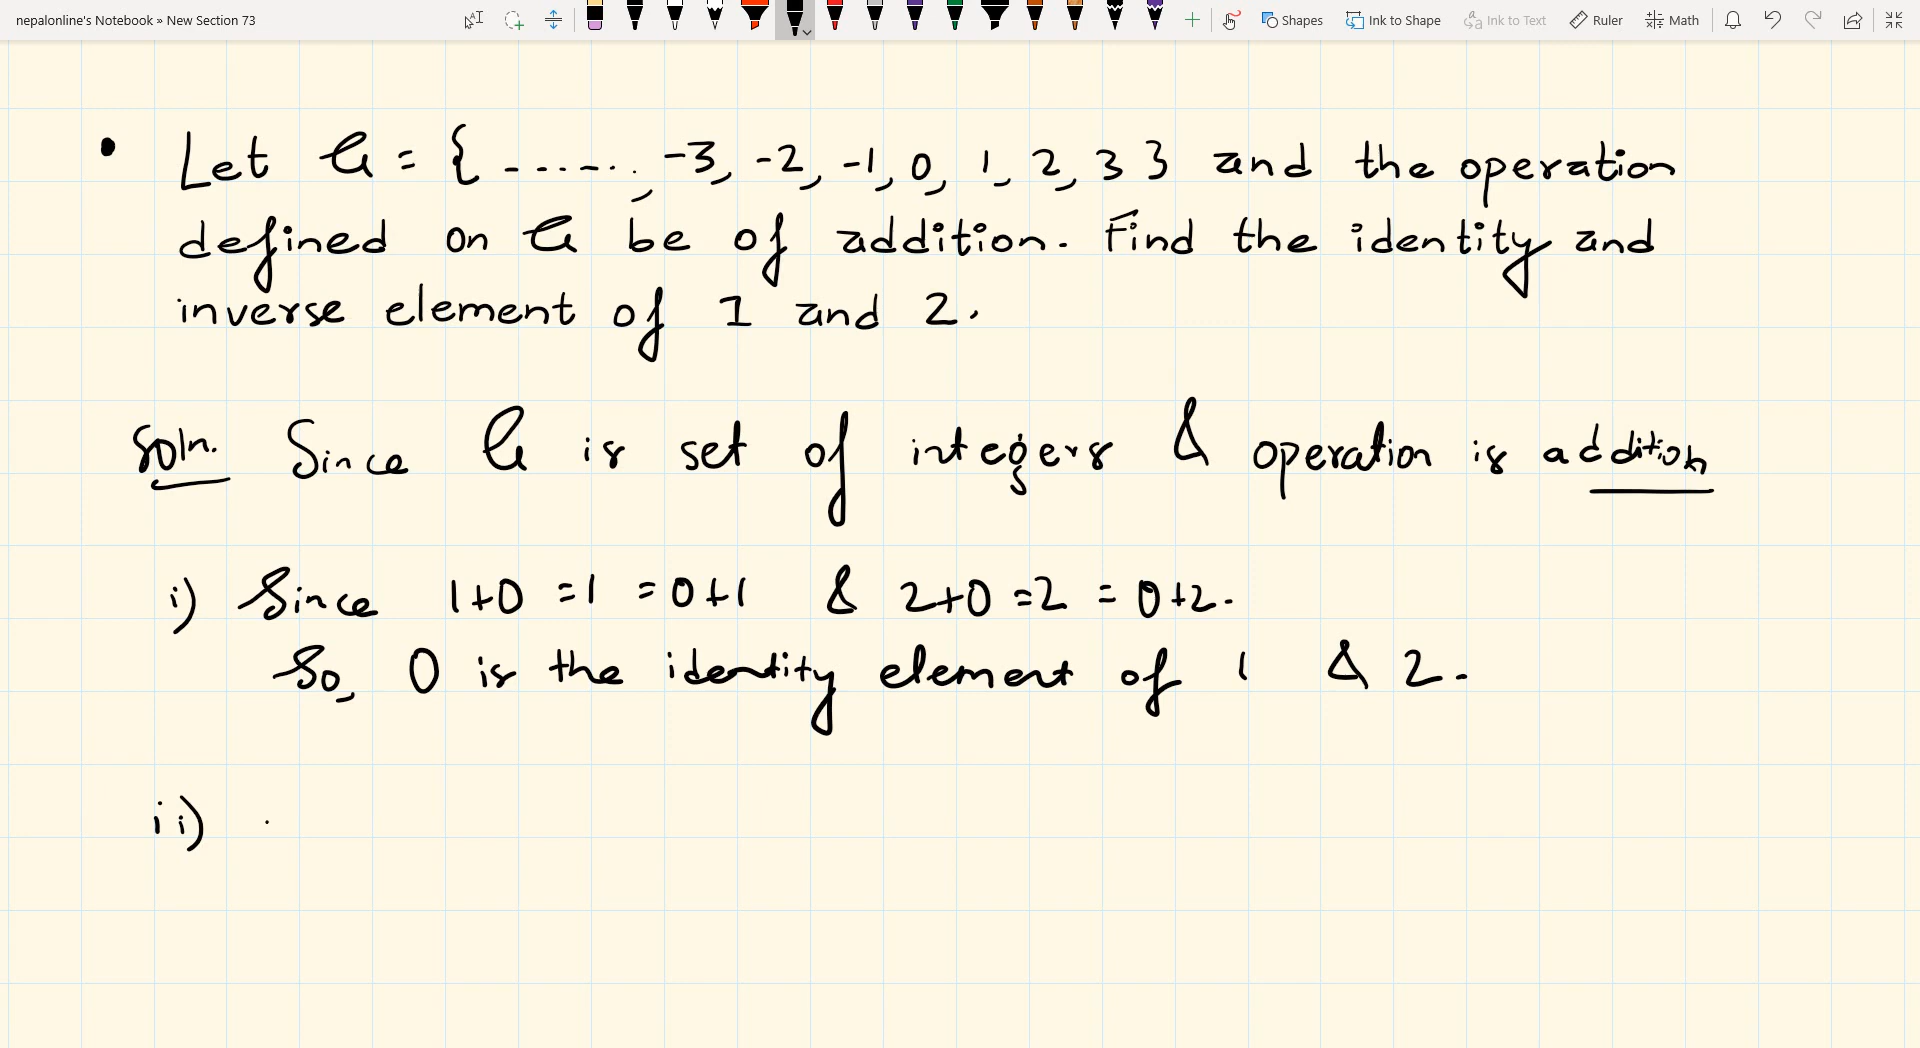 nepalonline's Notebook » New Section 73
Shapes Ink to Shape Ink to Text Ruler Math
• Let G = { ......, -3, -2, -1, 0, 1, 2, 3 } and the operation
defined on G be of addition. Find the identity and
inverse element of 1 and 2.
Soln. Since G is set of integers & operation is addition
i) Since 1+0 =1 = 0+1 & 2+0 =2 = 0+2.
So, 0 is the identity element of 1 & 2.
ii)